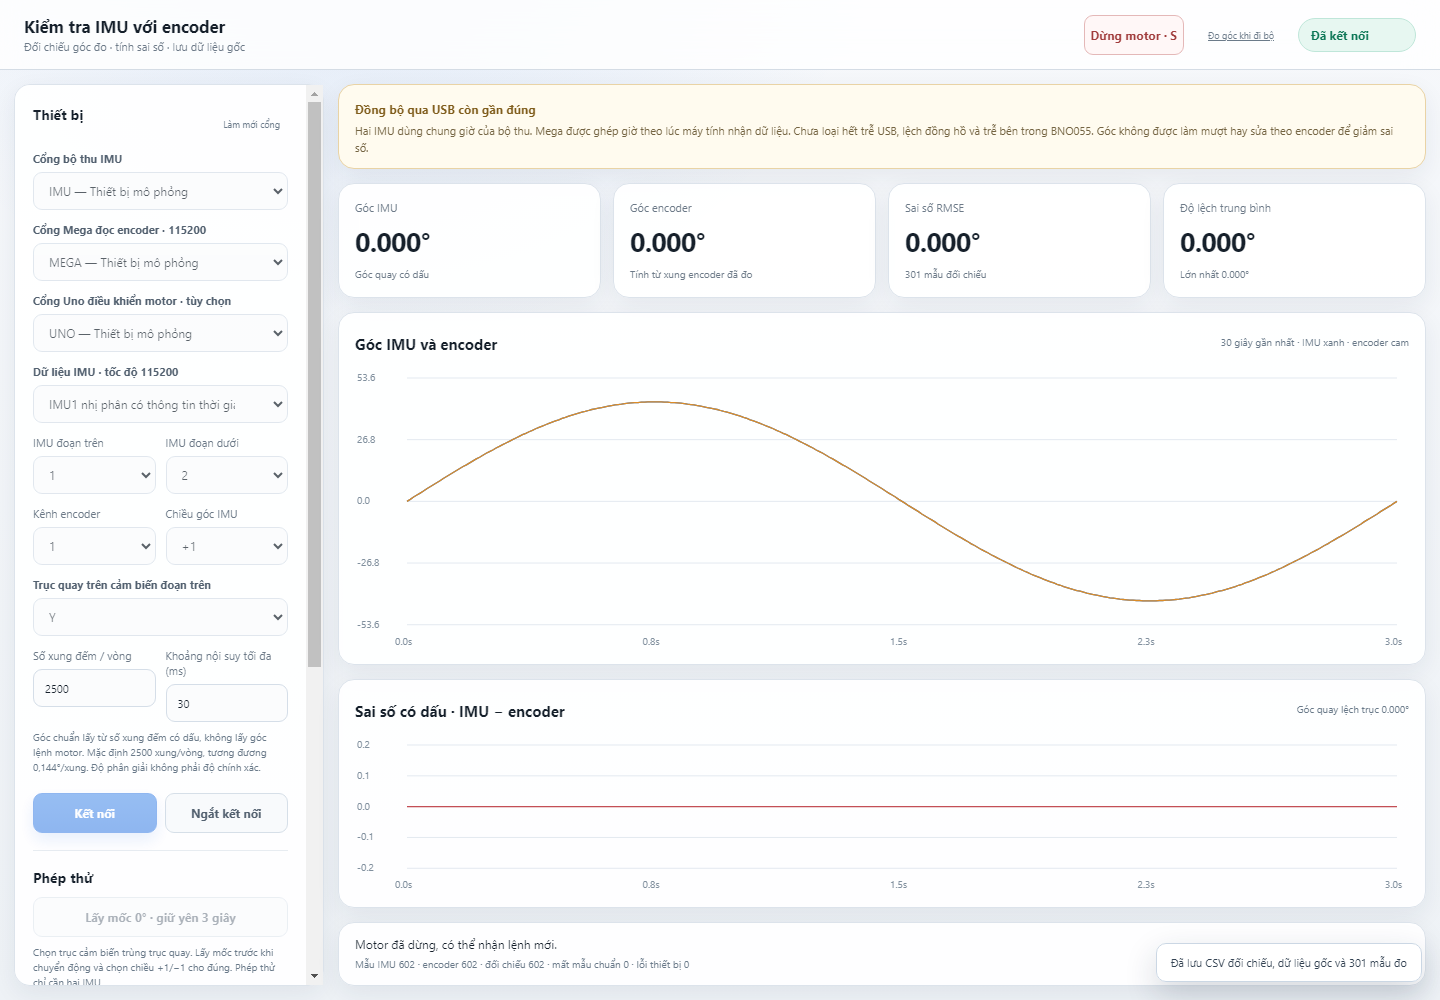 Kiểm tra IMU với encoder
Đối chiếu góc đo · tính sai số · lưu dữ liệu gốc
Dừng motor · S
Đo góc khi đi bộ
Đã kết nối
Thiết bị
Làm mới cổng
Cổng bộ thu IMU
IMU — Thiết bị mô phỏng
Cổng Mega đọc encoder · 115200
MEGA — Thiết bị mô phỏng
Cổng Uno điều khiển motor · tùy chọn
UNO — Thiết bị mô phỏng
Dữ liệu IMU · tốc độ 115200
IMU1 nhị phân có thông tin thời gia
IMU đoạn trên
IMU đoạn dưới
1
2
Kênh encoder
Chiều góc IMU
1
+1
Trục quay trên cảm biến đoạn trên
Y
Số xung đếm / vòng
Khoảng nội suy tối đa
(ms)
2500
30
Góc chuẩn lấy từ số xung đếm có dấu, không lấy góc
lệnh motor. Mặc định 2500 xung/vòng, tương đương
0,144°/xung. Độ phân giải không phải độ chính xác.
Kết nối
Ngắt kết nối
Phép thử
Lấy mốc 0° · giữ yên 3 giây
Chọn trục cảm biến trùng trục quay. Lấy mốc trước khi
chuyển động và chọn chiều +1/−1 cho đúng. Phép thử
chỉ cần hai IMU
Đồng bộ qua USB còn gần đúng
Hai IMU dùng chung giờ của bộ thu. Mega được ghép giờ theo lúc máy tính nhận dữ liệu. Chưa loại hết trễ USB, lệch đồng hồ và trễ bên trong BNO055. Góc không được làm mượt hay sửa theo encoder để giảm sai
số.
Góc IMU
0.000°
Góc quay có dấu
Góc encoder
0.000°
Tính từ xung encoder đã đo
Sai số RMSE
0.000°
301 mẫu đối chiếu
Độ lệch trung bình
0.000°
Lớn nhất 0.000°
Góc IMU và encoder
30 giây gần nhất · IMU xanh · encoder cam
53.6
26.8
0.0
-26.8
-53.6
0.0s
0.8s
1.5s
2.3s
3.0s
Sai số có dấu · IMU − encoder
Góc quay lệch trục 0.000°
0.2
0.1
0.0
-0.1
-0.2
0.0s
0.8s
1.5s
2.3s
3.0s
Motor đã dừng, có thể nhận lệnh mới.
Mẫu IMU 602 · encoder 602 · đối chiếu 602 · mất mẫu chuẩn 0 · lỗi thiết bị 0
Đã lưu CSV đối chiếu, dữ liệu gốc và 301 mẫu đo